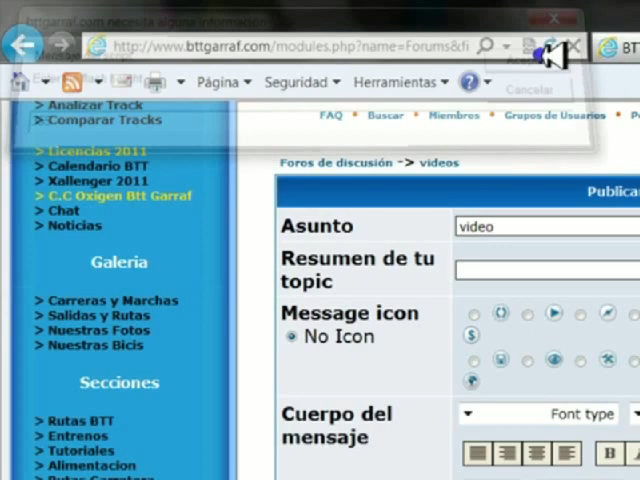 bttgarraf.com necesita alguna información
http://www.bttgarraf.com/modules.php?name=Forums&fi
BT
Página
Seguridad
Herramientas
Cancelar
> Analizar Track
> Comparar Tracks
> Licencias 2011
> Calendario BTT
> Xallenger 2011
> C.C Oxigen Btt Garraf
> Chat
> Noticias
Galeria
> Carreras y Marchas
> Salidas y Rutas
> Nuestras Fotos
> Nuestras Bicis
Secciones
> Rutas BTT
> Entrenos
> Tutoriales
> Alimentacion
FAQ • Buscar • Miembros • Grupos de Usuarios •
Foros de discusión -> videos
Publica
Asunto
video
Resumen de tu
topic
Message icon
No Icon
Cuerpo del
mensaje
Font type
B